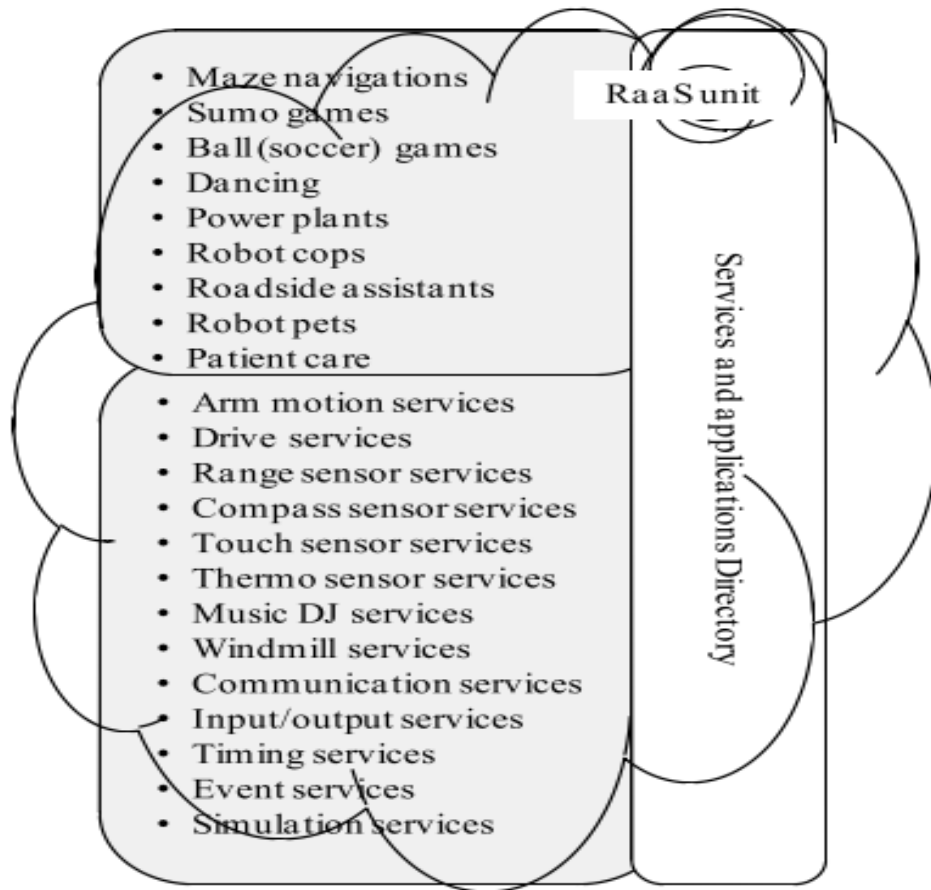 • Maze navigations
• Sumo games
• Ball (soccer) games
• Dancing
• Power plants
• Robot cops
• Roadside assistants
• Robot pets
• Patient care
• Arm motion services
• Drive services
• Range sensor services
• Compass sensor services
• Touch sensor services
• Thermo sensor services
• Music DJ services
• Windmill services
• Communication services
• Input/output services
• Timing services
• Event services
• Simulation services
RaaS unit
Services and applications Directory